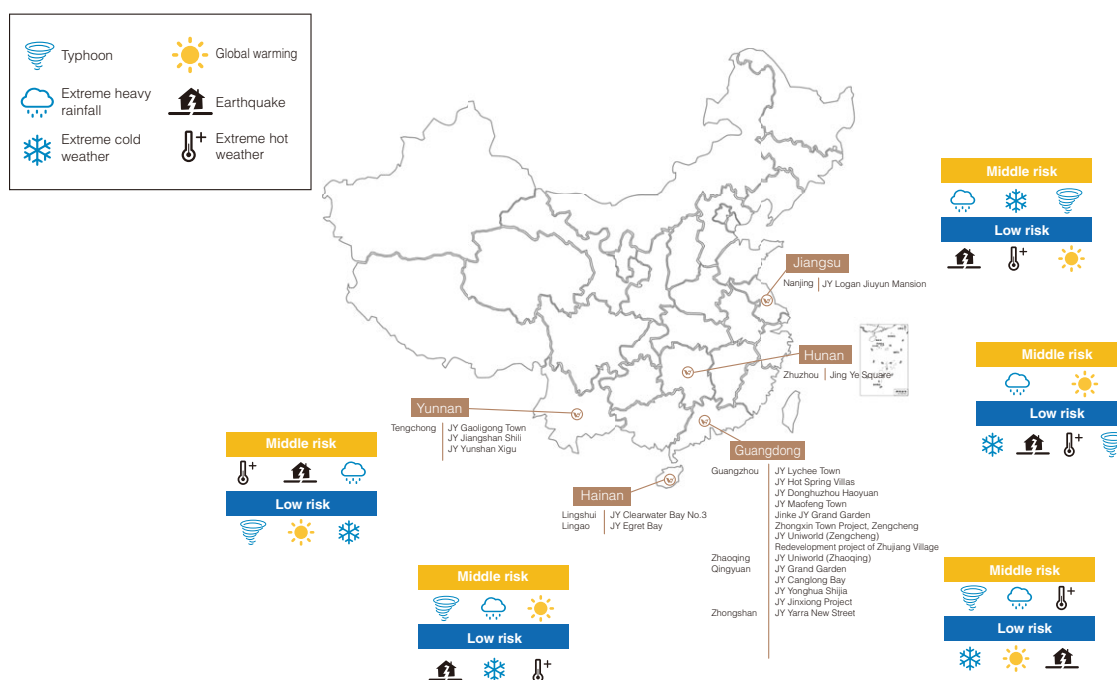 Typhoon
Global warming
Extreme heavy
rainfall
Earthquake
Extreme cold
weather
Extreme hot
weather
Middle risk
Low risk
Jiangsu
Nanjing
JY Logan Jiuyun Mansion
Hunan
Zhuzhou
Jing Ye Square
Middle risk
Low risk
Yunnan
Tengchong
JY Gaoligong Town
JY Jiangshan Shili
JY Yunshan Xigu
Middle risk
Low risk
Hainan
Lingshui
JY Clearwater Bay No.3
Lingao
JY Egret Bay
Middle risk
Low risk
Guangdong
Guangzhou
JY Lychee Town
JY Hot Spring Villas
JY Donghuzhou Haoyuan
JY Maofeng Town
Jinke JY Grand Garden
Zhongxin Town Project, Zengcheng
JY Uniworld (Zengcheng)
Redevelopment project of Zhujiang Village
Zhaoqing
JY Uniworld (Zhaoqing)
Qingyuan
JY Grand Garden
JY Canglong Bay
JY Yonghua Shijia
JY Jinxiong Project
Zhongshan
JY Yarra New Street
Middle risk
Low risk